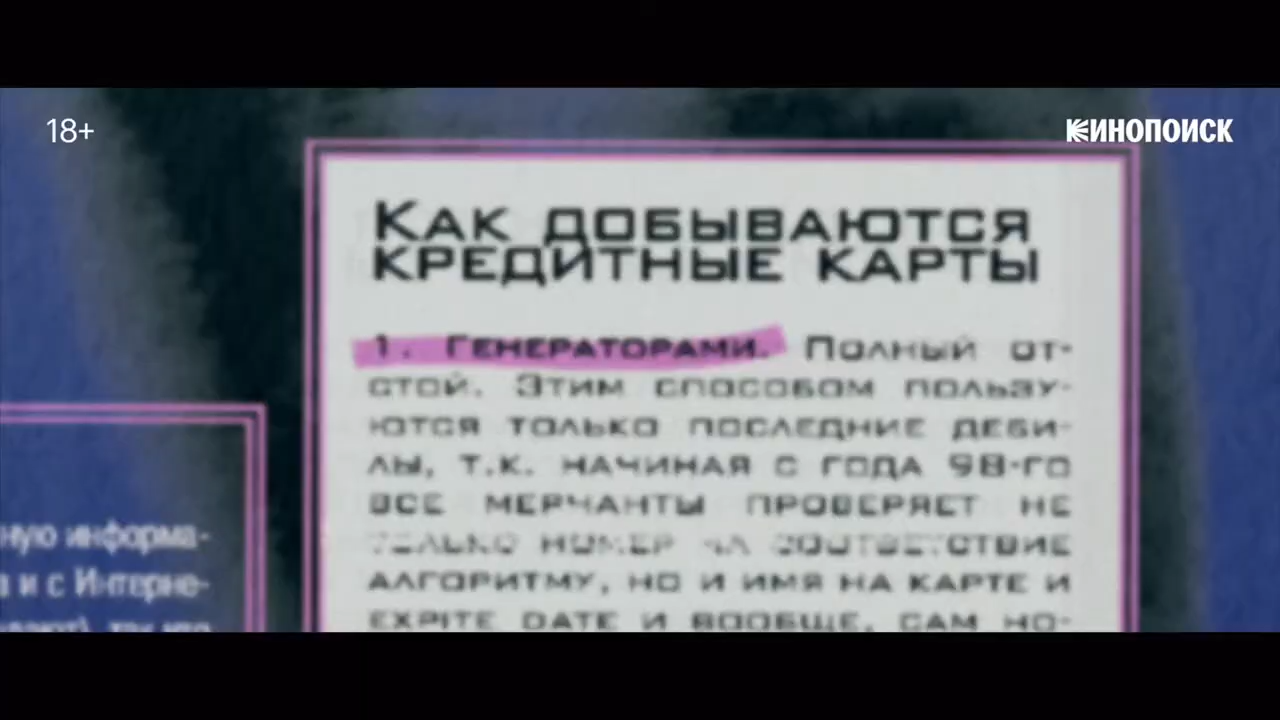 18+
КИНОПОИСК
КАК ДОБЫВАЮТСЯ
КРЕДИТНЫЕ КАРТЫ
1. ГЕНЕРАТОРАМИ. ПОЛНЫЙ ОТ-
СТОЙ. ЭТИМ СПОСОБОМ ПОЛЬЗУ-
ЮТСЯ ТОЛЬКО ПОСЛЕДНИЕ ДЕБИ-
ЛЫ, Т.К. НАЧИНАЯ С ГОДА 98-ГО
ВСЕ МЕРЧАНТЫ ПРОВЕРЯЕТ НЕ
ТОЛЬКО НОМЕР НА СООТВЕТСТВИЕ
АЛГОРИТМУ, НО И ИМЯ НА КАРТЕ И
EXPITE DATE И ВООБЩЕ, САМ НО-
ную информа-
а и с Интерне-